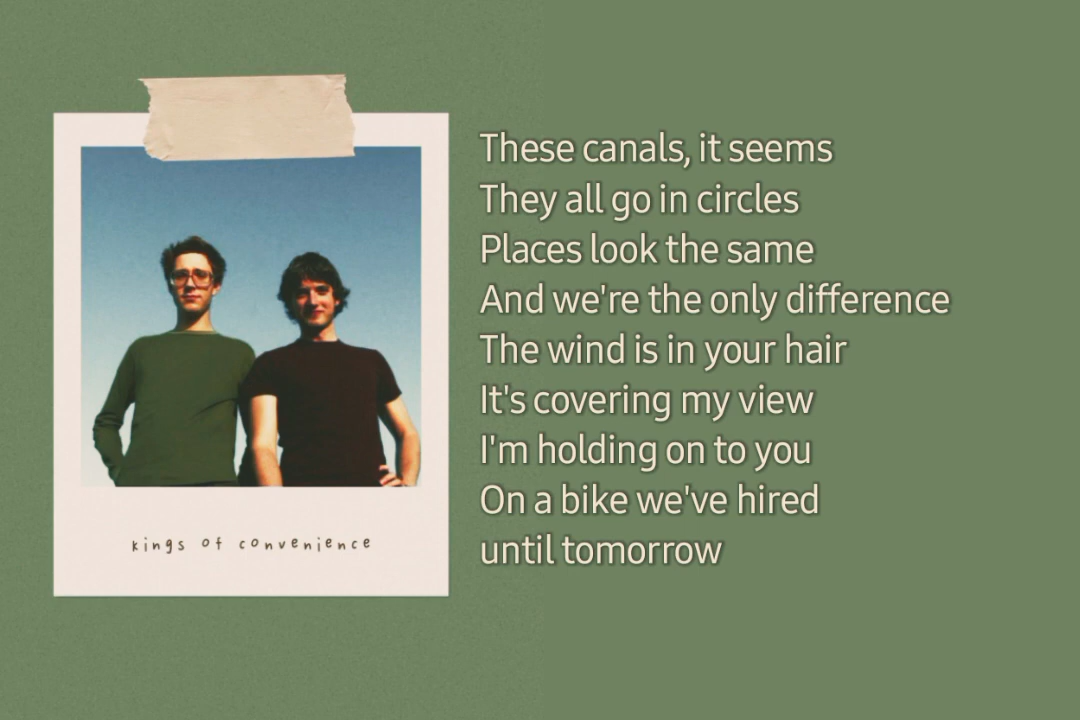 kings of convenience
These canals, it seems
They all go in circles
Places look the same
And we're the only difference
The wind is in your hair
It's covering my view
I'm holding on to you
On a bike we've hired
until tomorrow